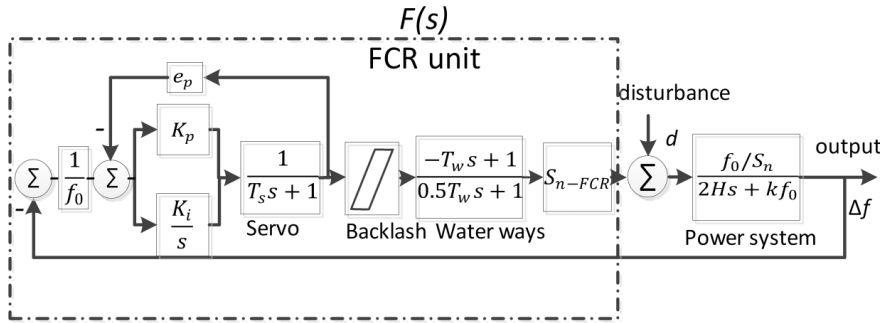 F(s)
FCR unit
e_p
disturbance
-
K_p
d
output
Σ
-
1/f_0
Σ
1/(T_s s + 1)
(-T_w s + 1)/(0.5T_w s + 1)
S_{n-FCR}
Σ
(f_0/S_n)/(2Hs + kf_0)
K_i/s
Δf
Servo
Backlash
Water ways
Power system